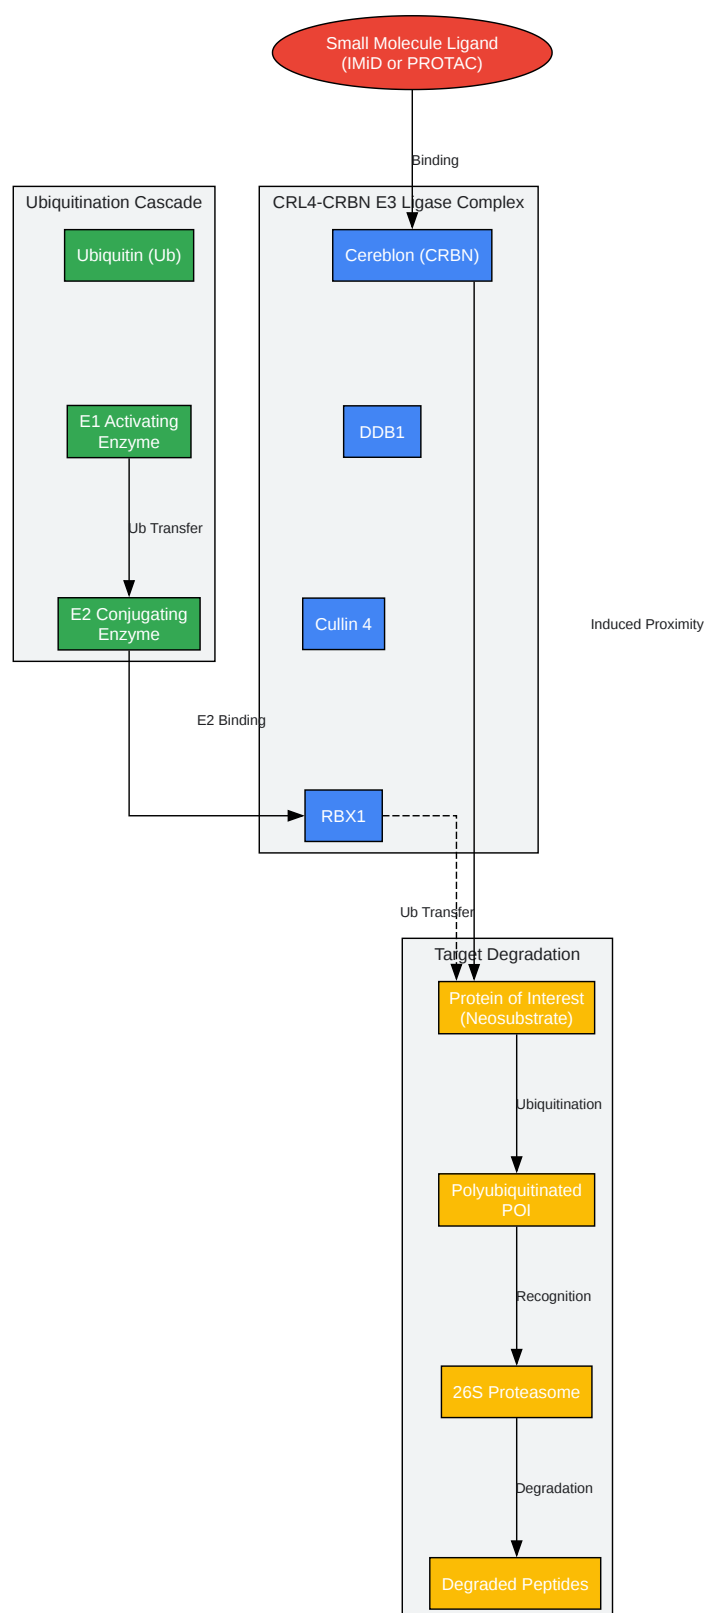 Small Molecule Ligand
(IMiD or PROTAC)
Binding
Ubiquitination Cascade
CRL4-CRBN E3 Ligase Complex
Ubiquitin (Ub)
Cereblon (CRBN)
E1 Activating
Enzyme
DDB1
Ub Transfer
E2 Conjugating
Enzyme
Cullin 4
Induced Proximity
E2 Binding
RBX1
Ub Transfer
Target Degradation
Protein of Interest
(Neosubstrate)
Ubiquitination
Polyubiquitinated
POI
Recognition
26S Proteasome
Degradation
Degraded Peptides